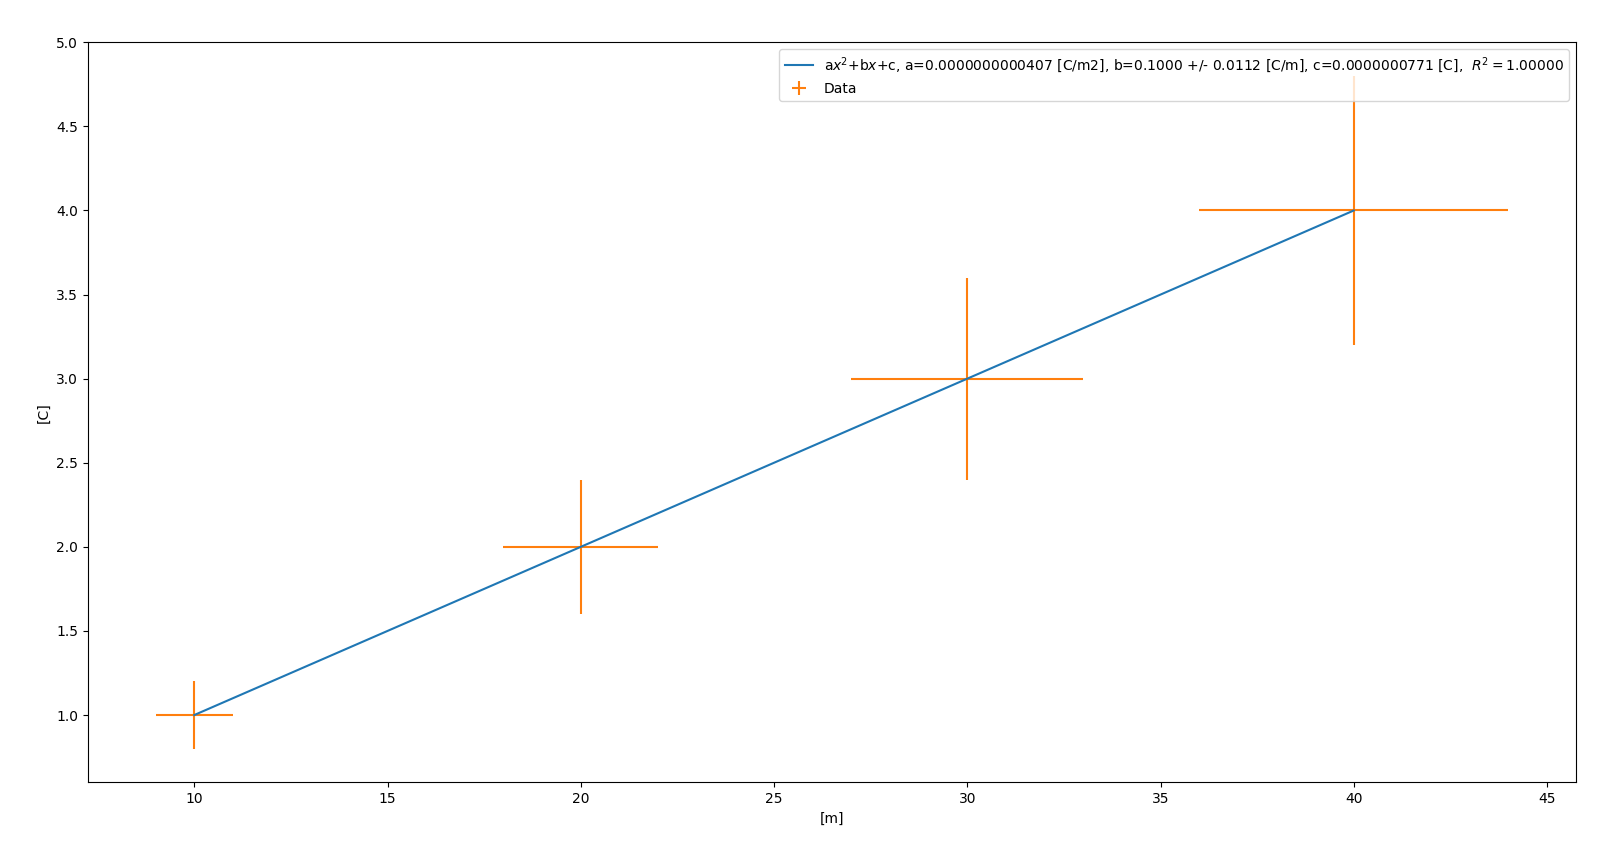 5.0
ax²+bx+c, a=0.0000000000407 [C/m2], b=0.1000 +/- 0.0112 [C/m], c=0.0000000771 [C], R² = 1.00000
Data
4.5
4.0
3.5
3.0
[C]
2.5
2.0
1.5
1.0
10 15 20 25 30 35 40 45
[m]